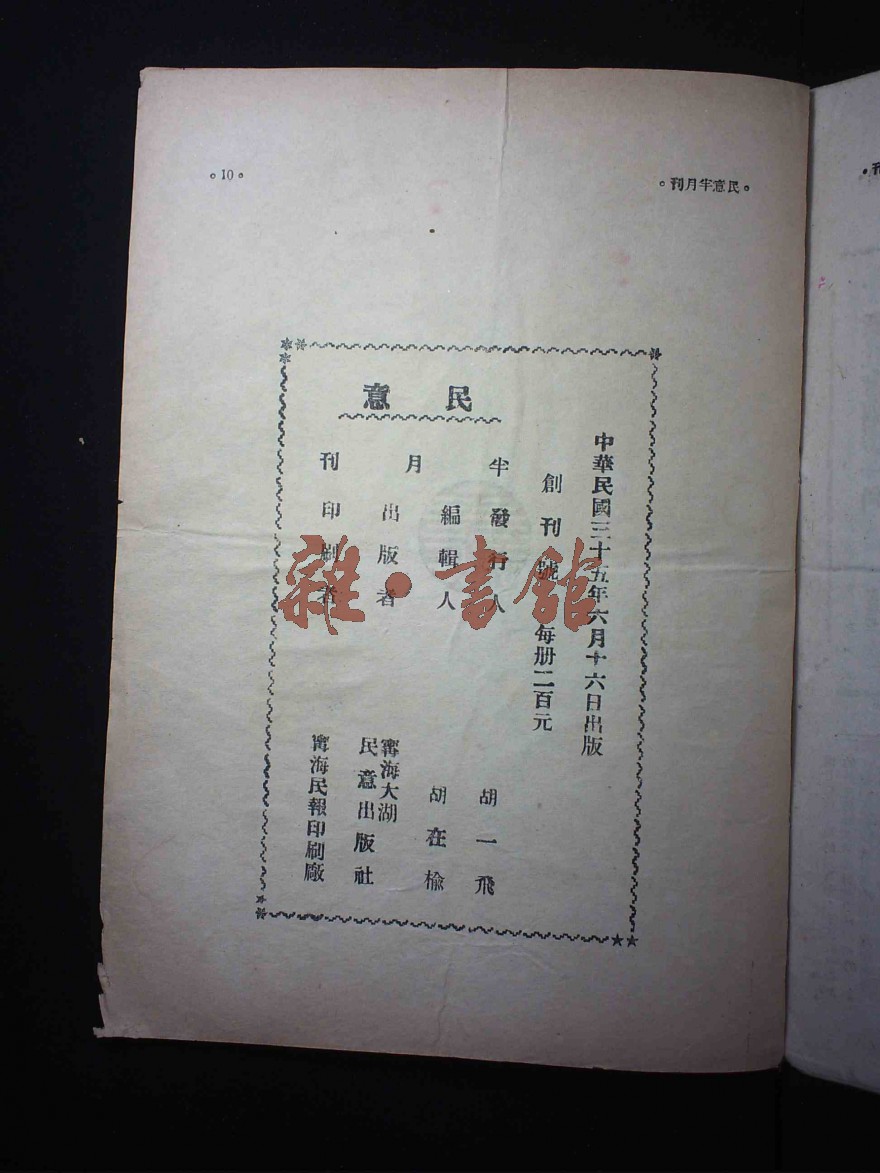 。民意半月刊。
。10。
中華民國三十五年六月十六日出版
創刊號 每册二百元
民意
半月刊
發行人 胡一飛
編輯人 胡在榆
出版者 甯海大湖 民意出版社
印刷者 甯海民報印刷廠
雜·書館